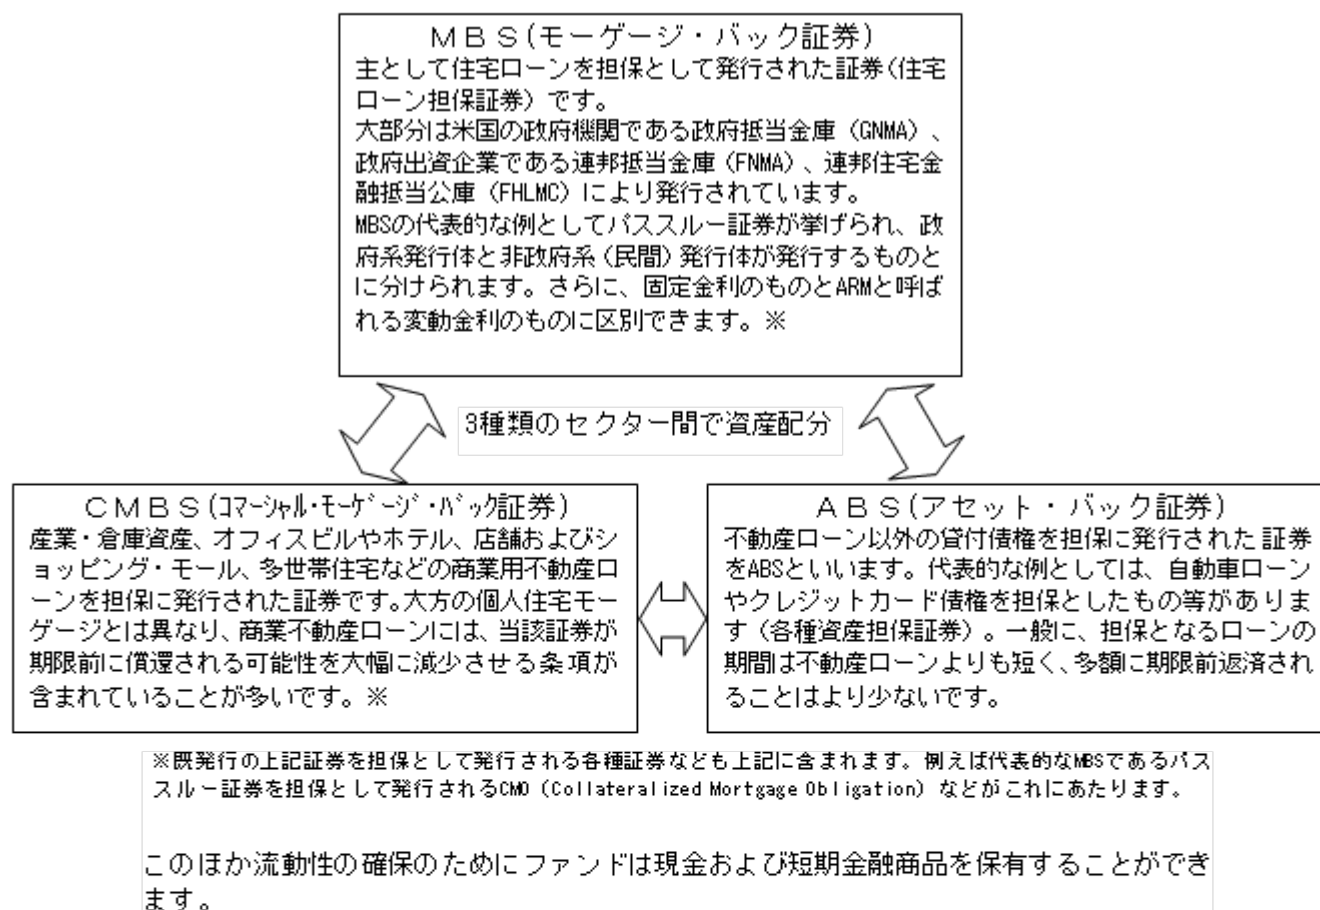 ＭＢＳ(モーゲージ・バック証券)
主として住宅ローンを担保として発行された証券(住宅
ローン担保証券）です。
大部分は米国の政府機関である政府抵当金庫（GNMA）、
政府出資企業である連邦抵当金庫（FNMA）、連邦住宅金
融抵当公庫（FHLMC）により発行されています。
MBSの代表的な例としてパススルー証券が挙げられ、政
府系発行体と非政府系（民間）発行体が発行するものと
に分けられます。さらに、固定金利のものとARMと呼ば
れる変動金利のものに区別できます。※
3種類のセクター間で資産配分
ＣＭＢＳ(ｺﾏｰｼｬﾙ･ﾓｰｹﾞｰｼﾞ･ﾊﾞｯｸ証券)
産業・倉庫資産、オフィスビルやホテル、店舗およびシ
ョッピング・モール、多世帯住宅などの商業用不動産ロ
ーンを担保に発行された証券です。大方の個人住宅モー
ゲージとは異なり、商業不動産ローンには、当該証券が
期限前に償還される可能性を大幅に減少させる条項が
含まれていることが多いです。※
ＡＢＳ(アセット・バック証券)
不動産ローン以外の貸付債権を担保に発行された証券
をABSといいます。代表的な例としては、自動車ローン
やクレジットカード債権を担保としたもの等がありま
す（各種資産担保証券）。一般に、担保となるローンの
期間は不動産ローンよりも短く、多額に期限前返済され
ることはより少ないです。
※既発行の上記証券を担保として発行される各種証券なども上記に含まれます。例えば代表的なMBSであるパス
スルー証券を担保として発行されるCMO（Collateralized Mortgage Obligation）などがこれにあたります。
このほか流動性の確保のためにファンドは現金および短期金融商品を保有することができ
ます。